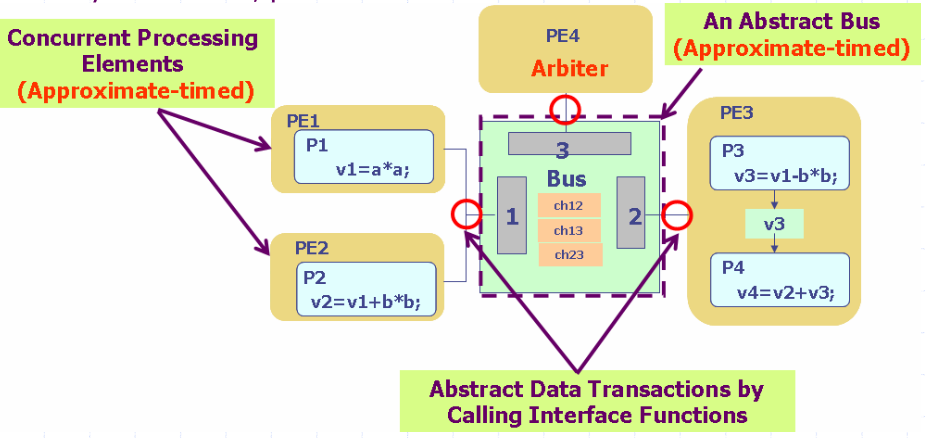 Concurrent Processing
Elements
(Approximate-timed)
PE4
Arbiter
An Abstract Bus
(Approximate-timed)
PE1
P1
v1=a*a;
PE2
P2
v2=v1+b*b;
3
Bus
1
ch12
ch13
ch23
2
PE3
P3
v3=v1-b*b;
v3
P4
v4=v2+v3;
Abstract Data Transactions by
Calling Interface Functions